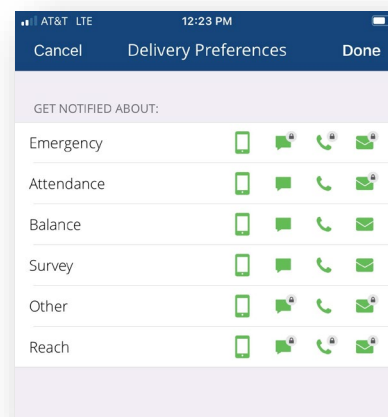 AT&T LTE 12:23 PM
Cancel Delivery Preferences Done
GET NOTIFIED ABOUT:
Emergency
Attendance
Balance
Survey
Other
Reach